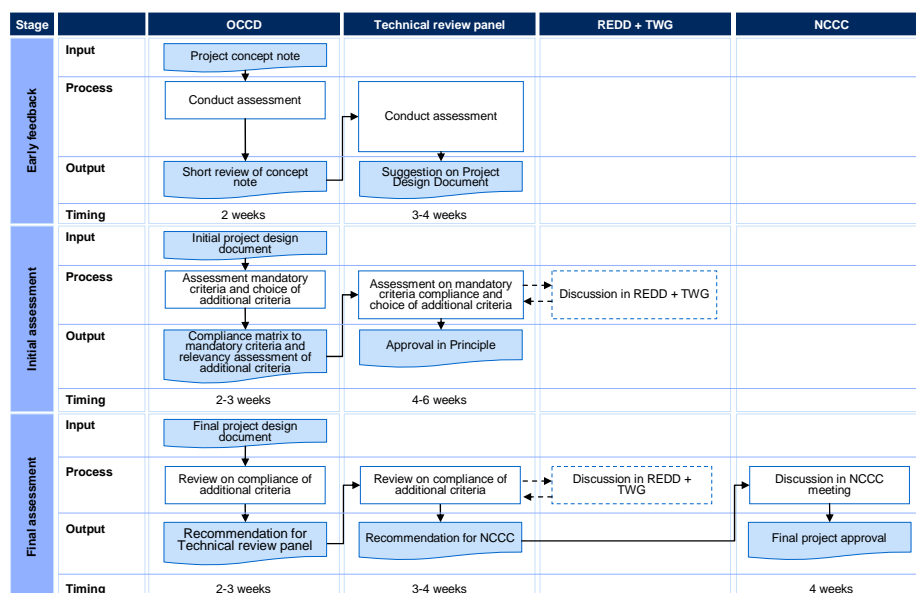 Stage OCCD Technical review panel REDD + TWG NCCC
Early feedback
Input
Project concept note
Process
Conduct assessment
Conduct assessment
Output
Short review of concept
note
Suggestion on Project
Design Document
Timing 2 weeks 3-4 weeks
Initial assessment
Input
Initial project design
document
Process
Assessment mandatory
criteria and choice of
additional criteria
Assessment on mandatory
criteria compliance and
choice of additional criteria
Discussion in REDD + TWG
Output
Compliance matrix to
mandatory criteria and
relevancy assessment of
additional criteria
Approval in Principle
Timing 2-3 weeks 4-6 weeks
Final assessment
Input
Final project design
document
Process
Review on compliance of
additional criteria
Review on compliance of
additional criteria
Discussion in REDD +
TWG
Discussion in NCCC
meeting
Output
Recommendation for
Technical review panel
Recommendation for NCCC
Final project approval
Timing 2-3 weeks 3-4 weeks 4 weeks